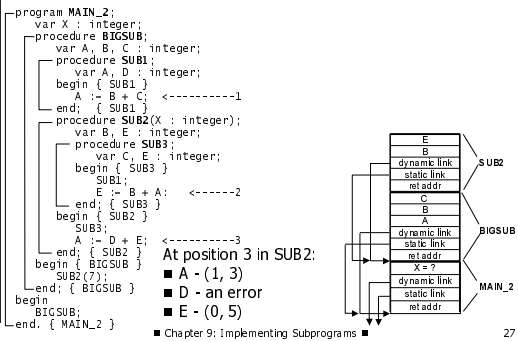 program MAIN_2;
var X : integer;
procedure BIGSUB;
var A, B, C : integer;
procedure SUB1;
var A, D : integer;
begin { SUB1 }
A := B + C; <----------1
end; { SUB1 }
procedure SUB2(X : integer);
var B, E : integer;
procedure SUB3;
var C, E : integer;
begin { SUB3 }
SUB1;
E := B + A: <------2
end; { SUB3 }
begin { SUB2 }
SUB3;
A := D + E; <----------3
end; { SUB2 }
begin { BIGSUB }
SUB2(7);
end; { BIGSUB }
begin
BIGSUB;
end. { MAIN_2 }
At position 3 in SUB2:
■ A - (1, 3)
■ D - an error
■ E - (0, 5)
E
B
dynamic link
static link
ret addr
SUB2
C
B
A
dynamic link
static link
ret addr
BIGSUB
X = ?
dynamic link
static link
ret addr
MAIN_2
■ Chapter 9: Implementing Subprograms ■
27